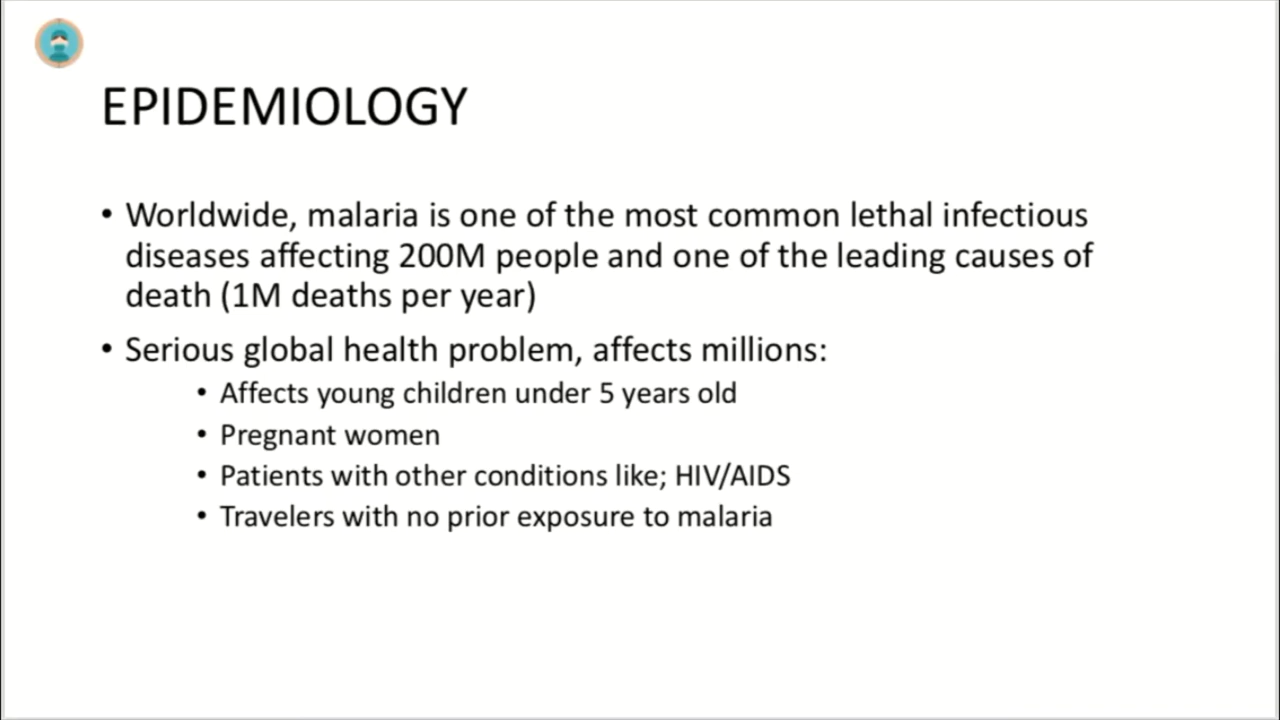 EPIDEMIOLOGY
• Worldwide, malaria is one of the most common lethal infectious
diseases affecting 200M people and one of the leading causes of
death (1M deaths per year)
• Serious global health problem, affects millions:
• Affects young children under 5 years old
• Pregnant women
• Patients with other conditions like; HIV/AIDS
• Travelers with no prior exposure to malaria